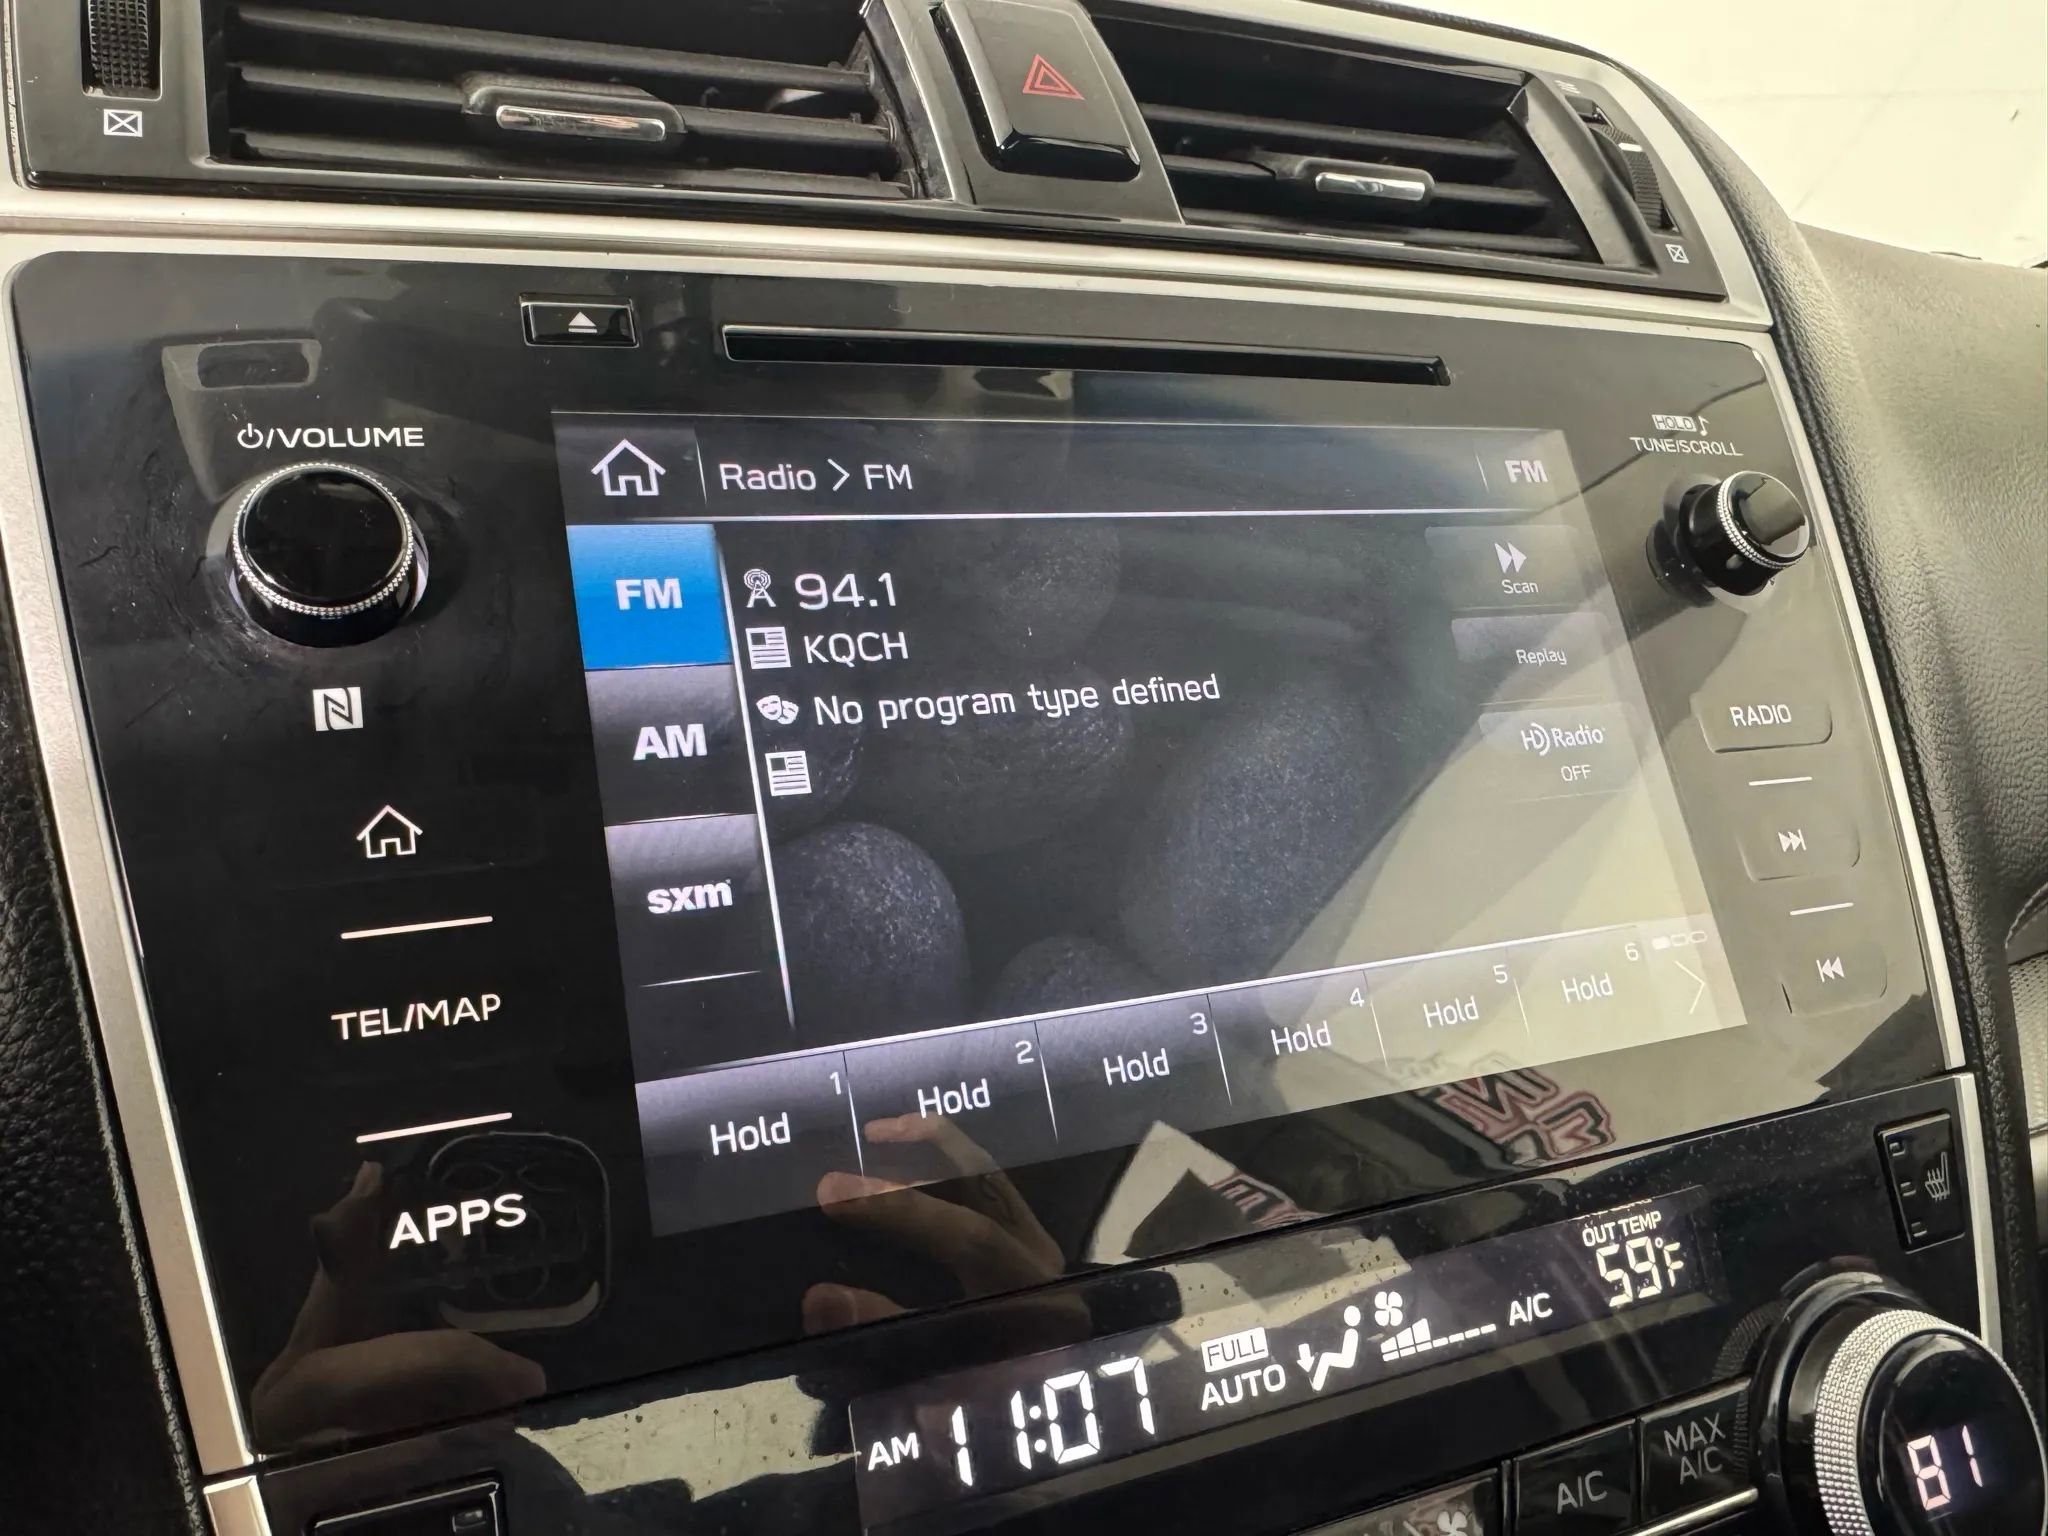 ⏻/VOLUME
HOLD ♪
TUNE/SCROLL
Radio > FM
FM
FM
94.1
Scan
KQCH
Replay
No program type defined
AM
HD Radio
OFF
RADIO
sxm
TEL/MAP
1
Hold
2
Hold
3
Hold
4
Hold
5
Hold
6
Hold
APPS
OUT TEMP
59°F
FULL
AUTO
A/C
AM 11:07
MAX
A/C
A/C
81